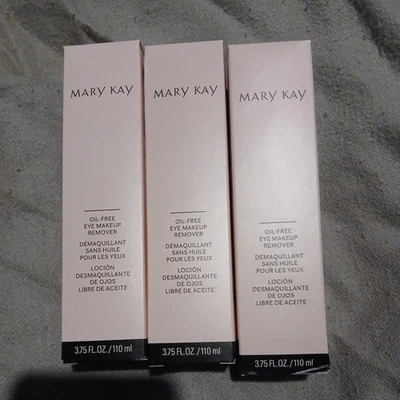 MARY KAY
OIL-FREE
EYE MAKEUP
REMOVER
DÉMAQUILLANT
SANS HUILE
POUR LES YEUX
LOCIÓN
DESMAQUILLANTE
DE OJOS
LIBRE DE ACEITE
3.75 FL.OZ. / 110 ml
MARY KAY
OIL-FREE
EYE MAKEUP
REMOVER
DÉMAQUILLANT
SANS HUILE
POUR LES YEUX
LOCIÓN
DESMAQUILLANTE
DE OJOS
LIBRE DE ACEITE
3.75 FL.OZ. / 110 ml
MARY KAY
OIL-FREE
EYE MAKEUP
REMOVER
DÉMAQUILLANT
SANS HUILE
POUR LES YEUX
LOCIÓN
DESMAQUILLANTE
DE OJOS
LIBRE DE ACEITE
3.75 FL.OZ. / 110 ml